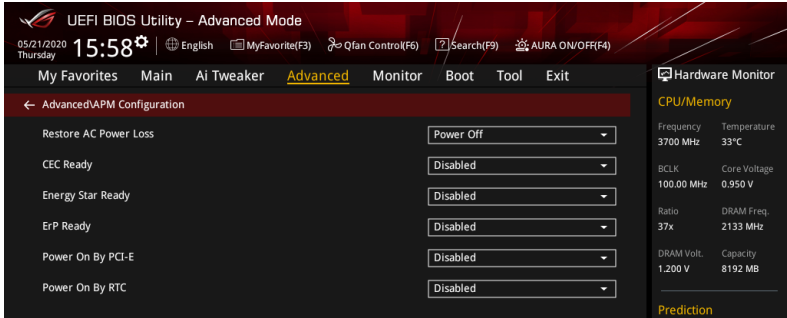 UEFI BIOS Utility – Advanced Mode
05/21/2020 Thursday 15:58 English MyFavorite(F3) Qfan Control(F6) ? Search(F9) AURA ON/OFF(F4)
My Favorites Main Ai Tweaker Advanced Monitor Boot Tool Exit
← Advanced\APM Configuration
Restore AC Power Loss Power Off
CEC Ready Disabled
Energy Star Ready Disabled
ErP Ready Disabled
Power On By PCI-E Disabled
Power On By RTC Disabled
Hardware Monitor
CPU/Memory
Frequency Temperature
3700 MHz 33°C
BCLK Core Voltage
100.00 MHz 0.950 V
Ratio DRAM Freq.
37x 2133 MHz
DRAM Volt. Capacity
1.200 V 8192 MB
Prediction